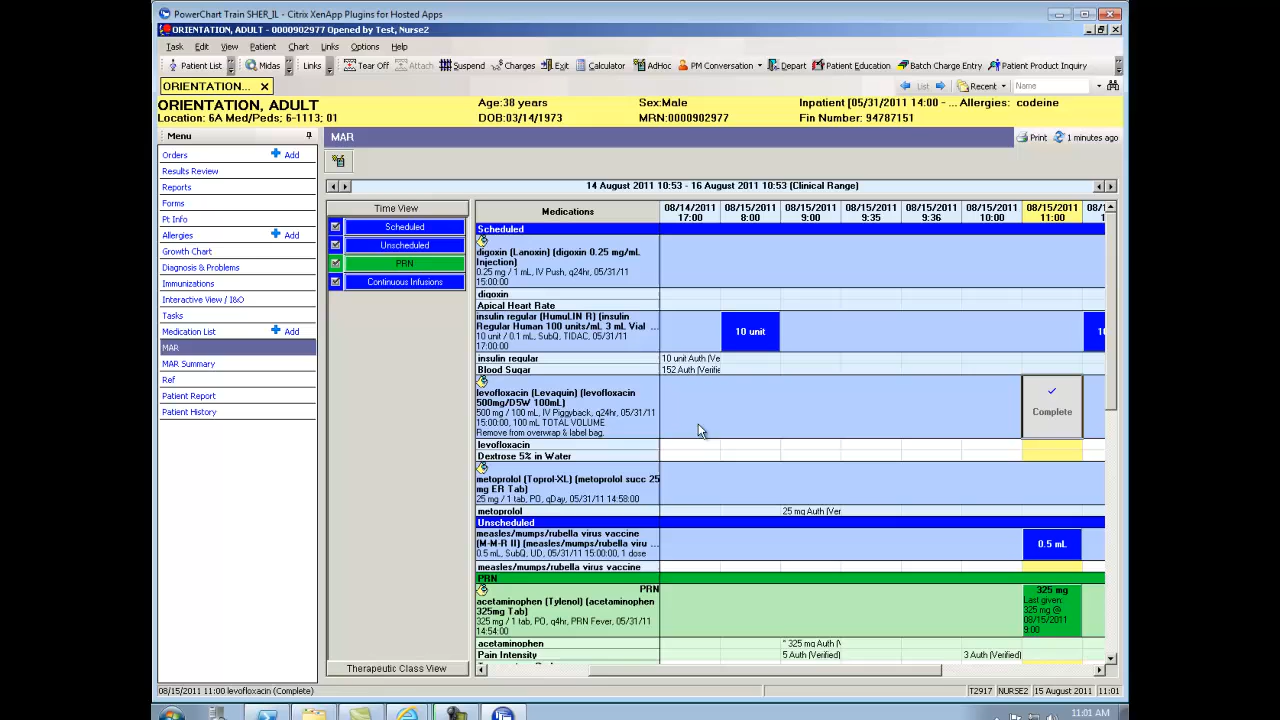 PowerChart Train SHER_IL - Citrix XenApp Plugins for Hosted Apps
ORIENTATION, ADULT - 0000902977 Opened by Test, Nurse2
Task Edit View Patient Chart Links Options Help
Patient List Midas Links Tear Off Attach Suspend Charges Exit Calculator AdHoc PM Conversation Depart Patient Education Batch Charge Entry Patient Product Inquiry
ORIENTATION... List Recent Name
ORIENTATION, ADULT Age:38 years Sex:Male Inpatient [05/31/2011 14:00 - ... Allergies: codeine
Location: 6A Med/Peds; 6-1113; 01 DOB:03/14/1973 MRN:0000902977 Fin Number: 94787151
Menu
Orders Add
Results Review
Reports
Forms
Pt Info
Allergies Add
Growth Chart
Diagnosis & Problems
Immunizations
Interactive View / I&O
Tasks
Medication List Add
MAR
MAR Summary
Ref
Patient Report
Patient History
MAR Print 1 minutes ago
14 August 2011 10:53 - 16 August 2011 10:53 (Clinical Range)
Time View
Scheduled
Unscheduled
PRN
Continuous Infusions
Therapeutic Class View
Medications
08/14/2011 08/15/2011 08/15/2011 08/15/2011 08/15/2011 08/15/2011 08/15/2011
17:00 8:00 9:00 9:35 9:36 10:00 11:00
Scheduled
digoxin (Lanoxin) (digoxin 0.25 mg/mL
Injection)
0.25 mg / 1 mL, IV Push, q24hr, 05/31/11
15:00:00
digoxin
Apical Heart Rate
insulin regular (HumuLIN R) (insulin
Regular Human 100 units/mL 3 mL Vial ...
10 unit / 0.1 mL, SubQ, TIDAC, 05/31/11
17:00:00
10 unit
10
insulin regular 10 unit Auth (Ve
Blood Sugar 152 Auth (Verifie
levofloxacin (Levaquin) (levofloxacin
500mg/D5W 100mL)
500 mg / 100 mL, IV Piggyback, q24hr, 05/31/11
15:00:00, 100 mL TOTAL VOLUME
Remove from overwrap & label bag.
Complete
levofloxacin
Dextrose 5% in Water
metoprolol (Toprol-XL) (metoprolol succ 25
mg ER Tab)
25 mg / 1 tab, PO, qDay, 05/31/11 14:58:00
metoprolol 25 mg Auth (Ver
Unscheduled
measles/mumps/rubella virus vaccine
(M-M-R II) (measles/mumps/rubella viru ...
0.5 mL, SubQ, UD, 05/31/11 15:00:00, 1 dose
0.5 mL
measles/mumps/rubella virus vaccine
PRN
PRN
acetaminophen (Tylenol) (acetaminophen
325mg Tab)
325 mg / 1 tab, PO, q4hr, PRN Fever, 05/31/11
14:54:00
325 mg
Last given:
325 mg @
08/15/2011
9:00
acetaminophen * 325 mg Auth (V
Pain Intensity 5 Auth (Verified) 3 Auth (Verified)
08/15/2011 11:00 levofloxacin (Complete) T2917 NURSE2 15 August 2011 11:01
11:01 AM